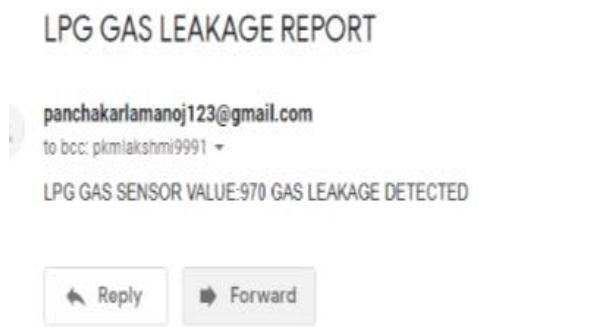 LPG GAS LEAKAGE REPORT
panchakarlamanoj123@gmail.com
to bcc: pkmlakshmi9991
LPG GAS SENSOR VALUE:970 GAS LEAKAGE DETECTED
Reply
Forward